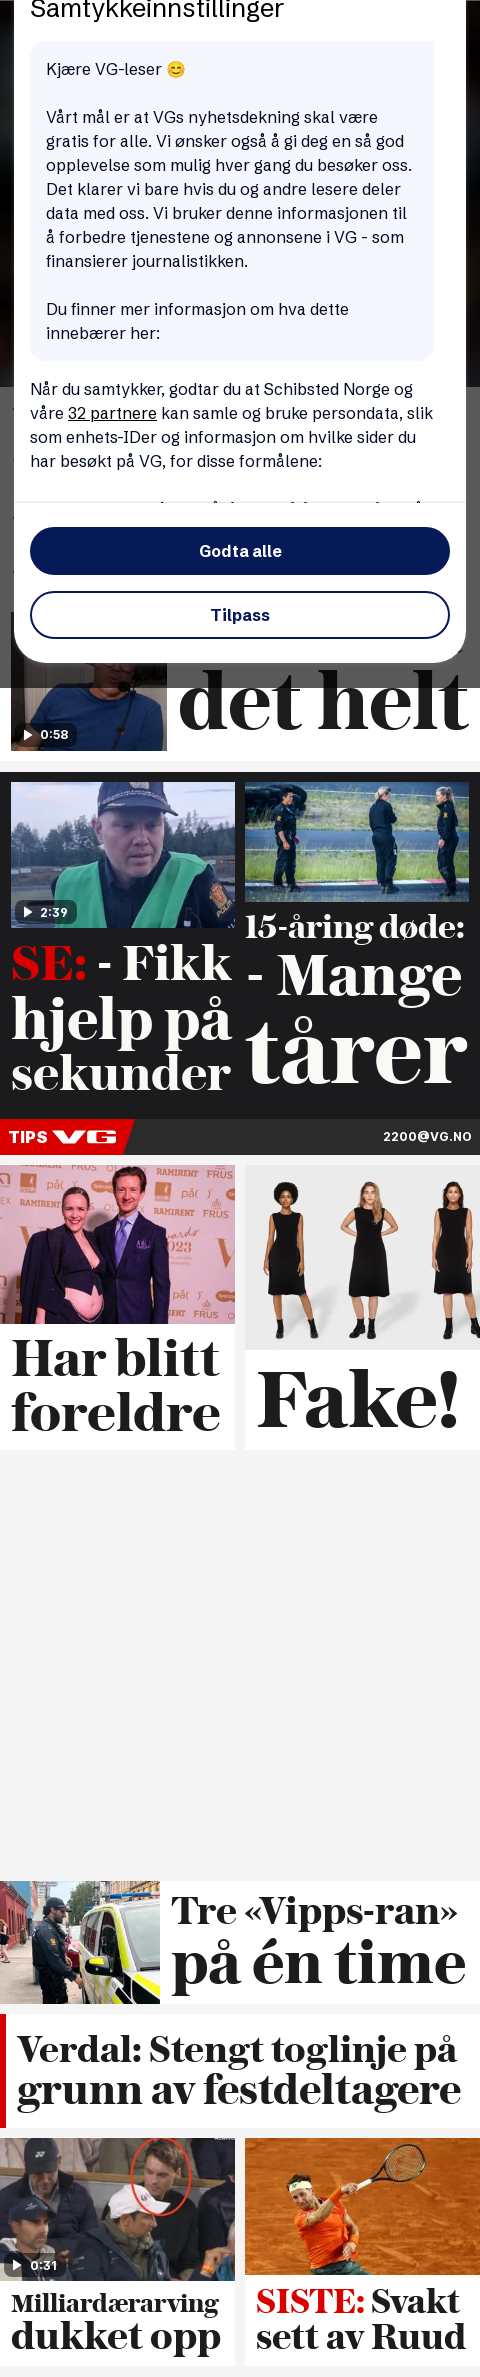 Samtykkeinnstillinger
Kjære VG-leser 😊
Vårt mål er at VGs nyhetsdekning skal være
gratis for alle. Vi ønsker også å gi deg en så god
opplevelse som mulig hver gang du besøker oss.
Det klarer vi bare hvis du og andre lesere deler
data med oss. Vi bruker denne informasjonen til
å forbedre tjenestene og annonsene i VG - som
finansierer journalistikken.
Du finner mer informasjon om hva dette
innebærer her:
Når du samtykker, godtar du at Schibsted Norge og
våre 32 partnere kan samle og bruke persondata, slik
som enhets-IDer og informasjon om hvilke sider du
har besøkt på VG, for disse formålene:
Godta alle
Tilpass
det helt
0:58
2:39
SE: - Fikk
hjelp på
sekunder
15-åring døde:
- Mange
tårer
TIPS VG
2200@VG.NO
RAMIRENT FRUS
2023
Har blitt
foreldre
Fake!
Tre «Vipps-ran»
på én time
Verdal: Stengt toglinje på
grunn av festdeltagere
0:31
Milliardærarving
dukket opp
SISTE: Svakt
sett av Ruud